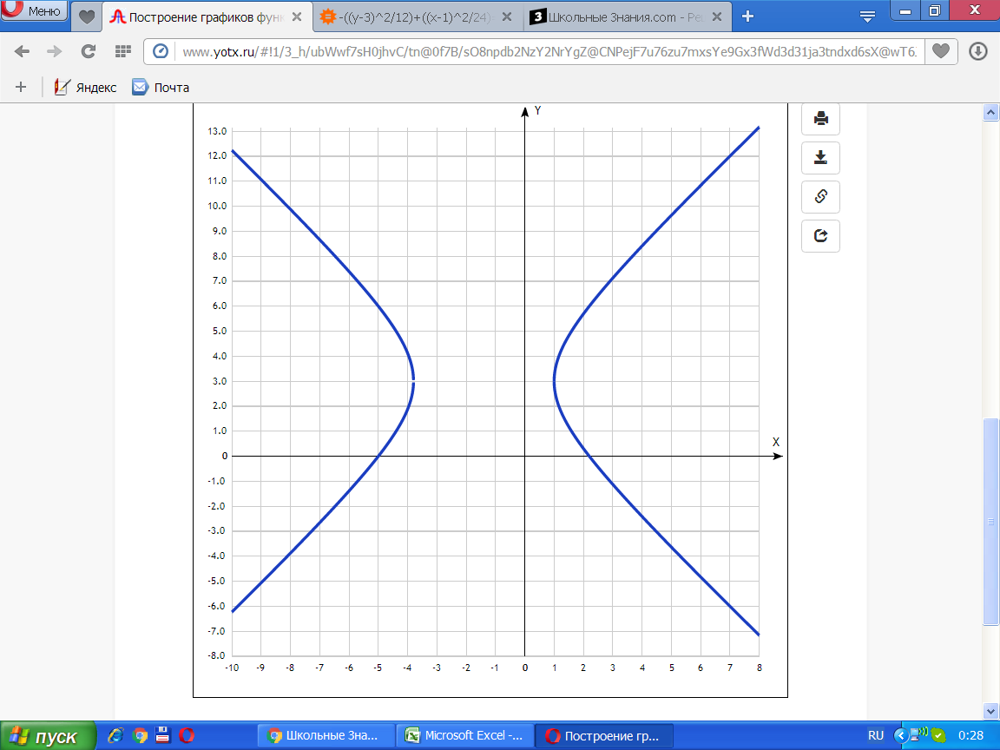 Меню
Построение графиков фун
-((y-3)^2/12)+((x-1)^2/24)
Школьные Знания.com - Ре
www.yotx.ru/#!1/3_h/ubWwf7sH0jhvC/tn@0f7B/sO8npdb2NzY2NrYgZ@CNPejF7u76zu7mxsYe9Gx3fWd3d31ja3tndxd6sX@wT6.
Яндекс
Почта
Y
13.0
12.0
11.0
10.0
9.0
8.0
7.0
6.0
5.0
4.0
3.0
2.0
1.0
X
0
-1.0
-2.0
-3.0
-4.0
-5.0
-6.0
-7.0
-8.0
-10 -9 -8 -7 -6 -5 -4 -3 -2 -1 0 1 2 3 4 5 6 7 8
пуск
Школьные Зна...
Microsoft Excel -...
Построение гр...
RU
0:28